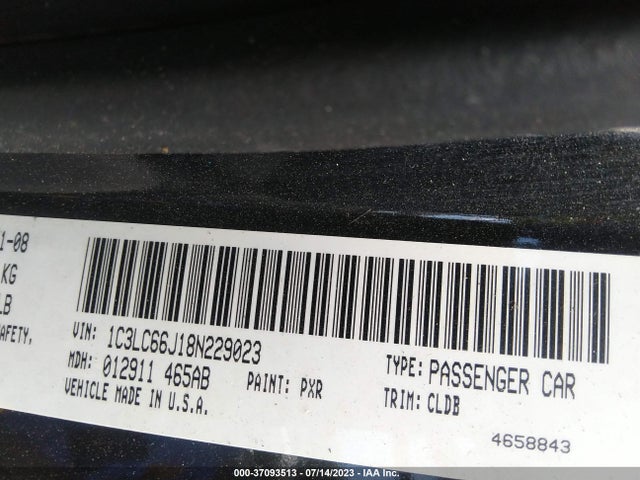 1-08
KG
LB
SAFETY,
VIN: 1C3LC66J18N229023
MDH: 012911 465AB
PAINT: PXR
VEHICLE MADE IN U.S.A.
TYPE: PASSENGER CAR
TRIM: CLDB
4658843
000-37093513 - 07/14/2023 - IAA Inc.